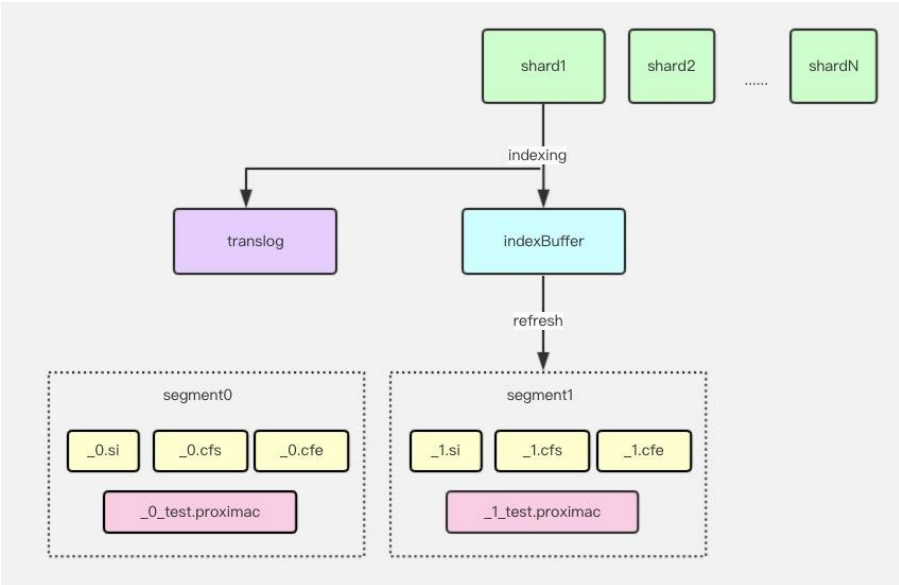 shard1
shard2
......
shardN
indexing
translog
indexBuffer
refresh
segment0
_0.si
_0.cfs
_0.cfe
_0_test.proximac
segment1
_1.si
_1.cfs
_1.cfe
_1_test.proximac